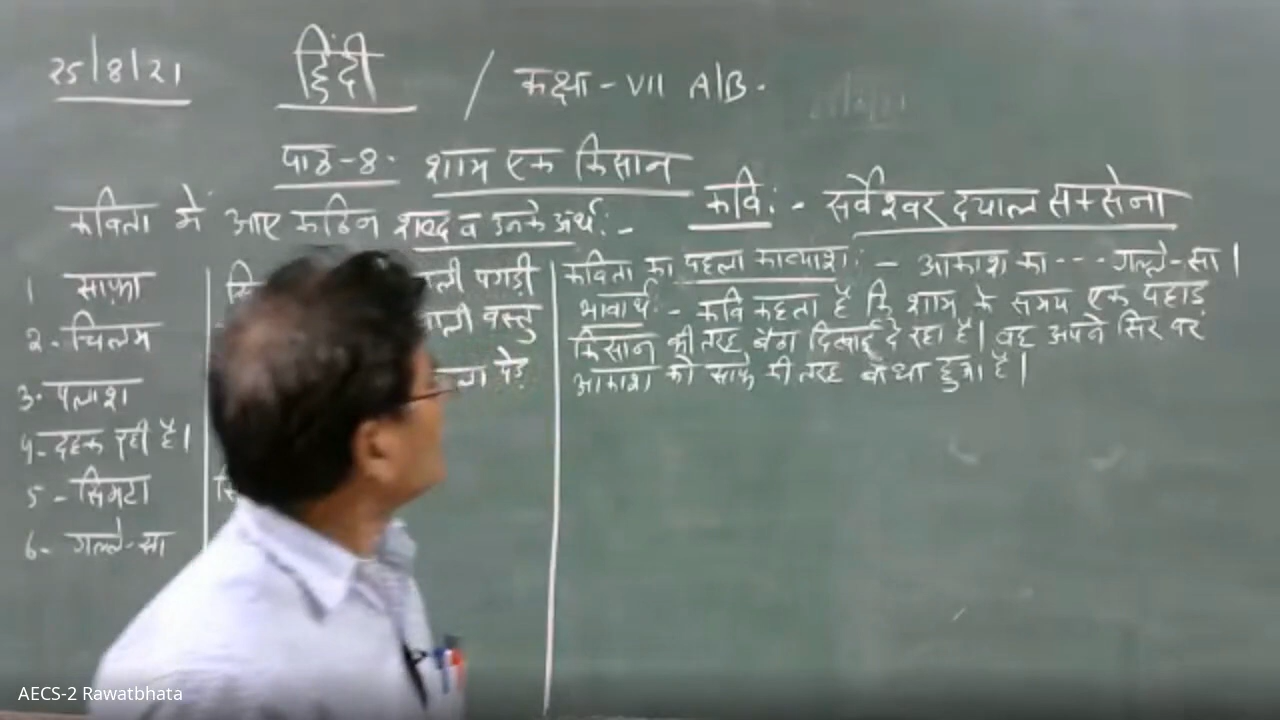 25/8/21 हिंदी / कक्षा - VII A/B.
पाठ-8. शाम एक किसान
कविता में आए कठिन शब्द व उनके अर्थ:-
कवि:- सर्वेश्वर दयाल सक्सेना
1 साफ़ा
वाली पगड़ी
2. चिलम
वाली वस्तु
3. पलाश
पेड़
4- दहक रही है।
5 - सिमटा
6- गल्ले-सा
कविता का पहला काव्यांश:- आकाश का --- गल्ले-सा।
भावार्थ:- कवि कहता है कि शाम के समय एक पहाड़
किसान की तरह बैठा दिखाई दे रहा है। वह अपने सिर पर
आकाश को साफे की तरह बाँधा हुआ है।
AECS-2 Rawatbhata